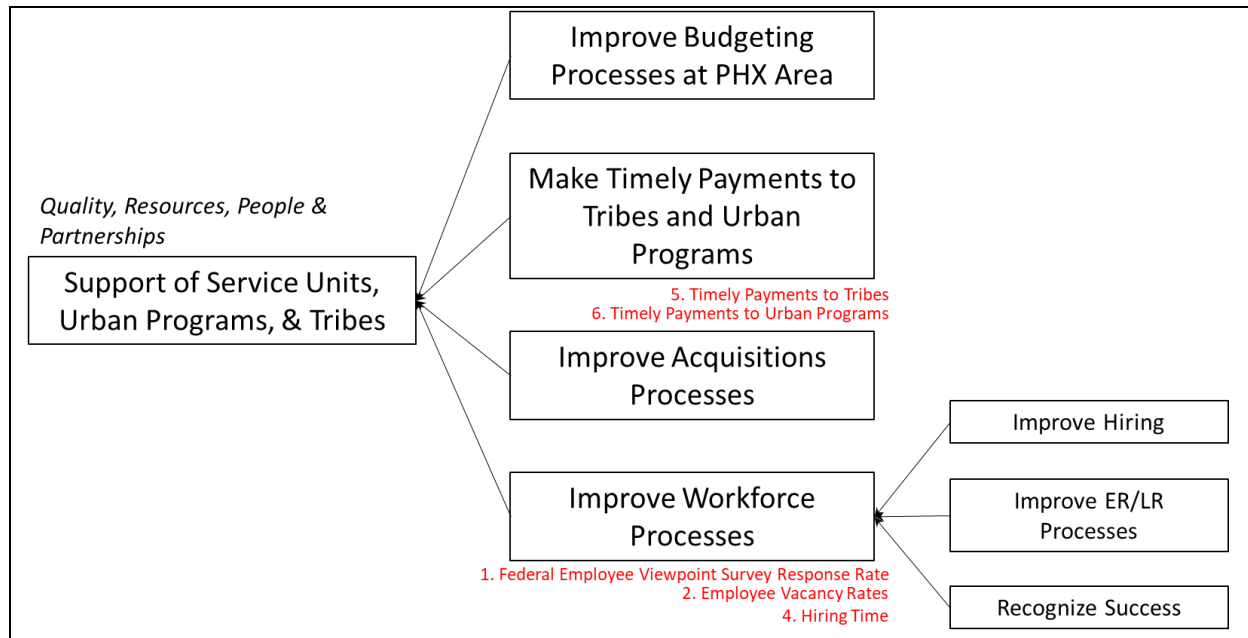 Improve Budgeting
Processes at PHX Area
Make Timely Payments to
Tribes and Urban
Programs
5. Timely Payments to Tribes
6. Timely Payments to Urban Programs
Quality, Resources, People &
Partnerships
Support of Service Units,
Urban Programs, & Tribes
Improve Acquisitions
Processes
Improve Workforce
Processes
1. Federal Employee Viewpoint Survey Response Rate
2. Employee Vacancy Rates
4. Hiring Time
Improve Hiring
Improve ER/LR
Processes
Recognize Success